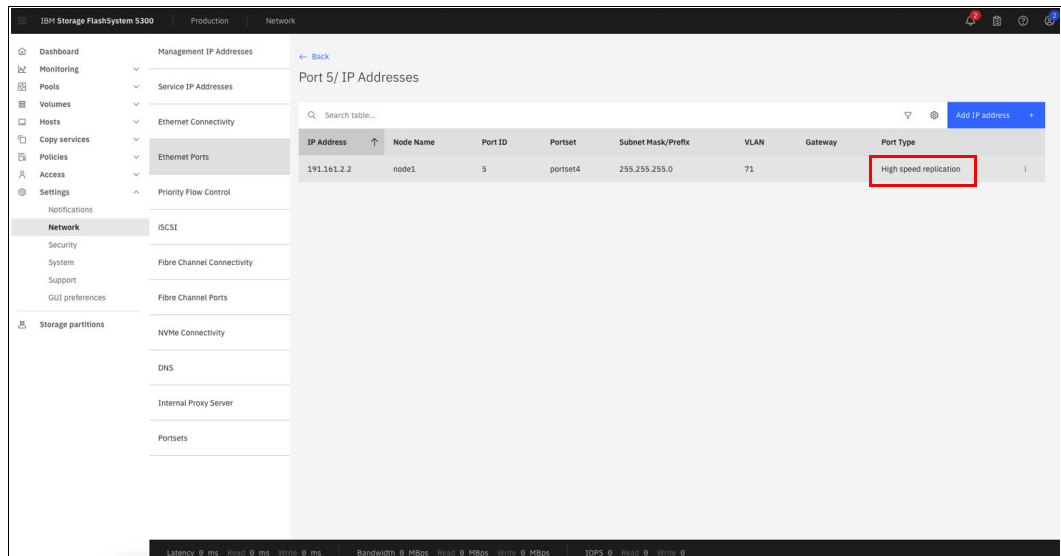 IBM Storage FlashSystem 5300 Production Network 2 2
Dashboard
Monitoring
Pools
Volumes
Hosts
Copy services
Policies
Access
Settings
Notifications
Network
Security
System
Support
GUI preferences
Storage partitions
Management IP Addresses
Service IP Addresses
Ethernet Connectivity
Ethernet Ports
Priority Flow Control
iSCSI
Fibre Channel Connectivity
Fibre Channel Ports
NVMe Connectivity
DNS
Internal Proxy Server
Portsets
← Back
Port 5/ IP Addresses
Search table... Add IP address +
IP Address ↑ Node Name Port ID Portset Subnet Mask/Prefix VLAN Gateway Port Type
191.161.2.2 node1 5 portset4 255.255.255.0 71 High speed replication
Latency 0 ms Read 0 ms Write 0 ms Bandwidth 0 MBps Read 0 MBps Write 0 MBps IOPS 0 Read 0 Write 0